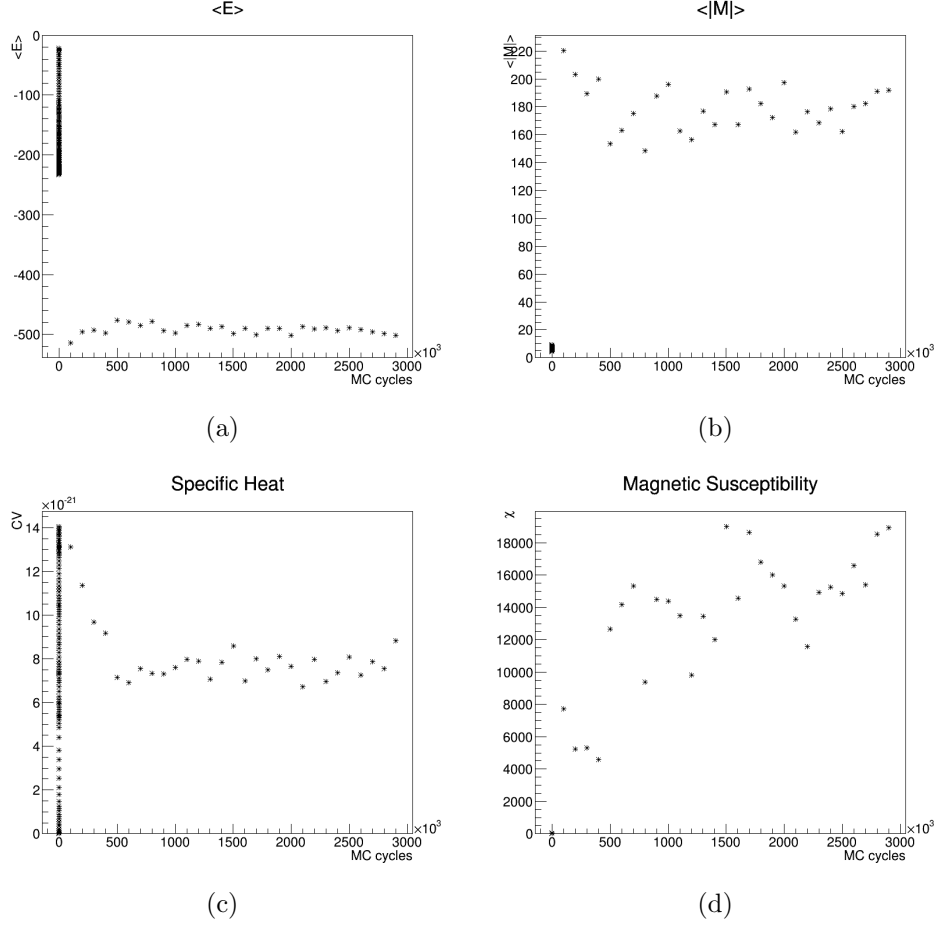 <E>
<|M|>
<E>
0
-100
-200
-300
-400
-500
0 500 1000 1500 2000 2500 3000
×10³
MC cycles
<|M|>
220
200
180
160
140
120
100
80
60
40
20
0
0 500 1000 1500 2000 2500 3000
×10³
MC cycles
(a)
(b)
Specific Heat
Magnetic Susceptibility
×10⁻²¹
CV
14
12
10
8
6
4
2
0
0 500 1000 1500 2000 2500 3000
×10³
MC cycles
χ
18000
16000
14000
12000
10000
8000
6000
4000
2000
0
0 500 1000 1500 2000 2500 3000
×10³
MC cycles
(c)
(d)